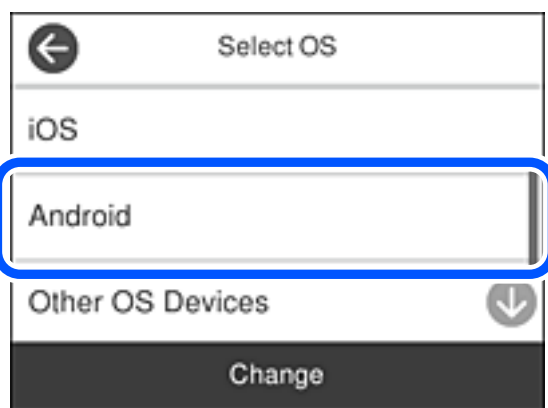 Select OS
iOS
Android
Other OS Devices
Change